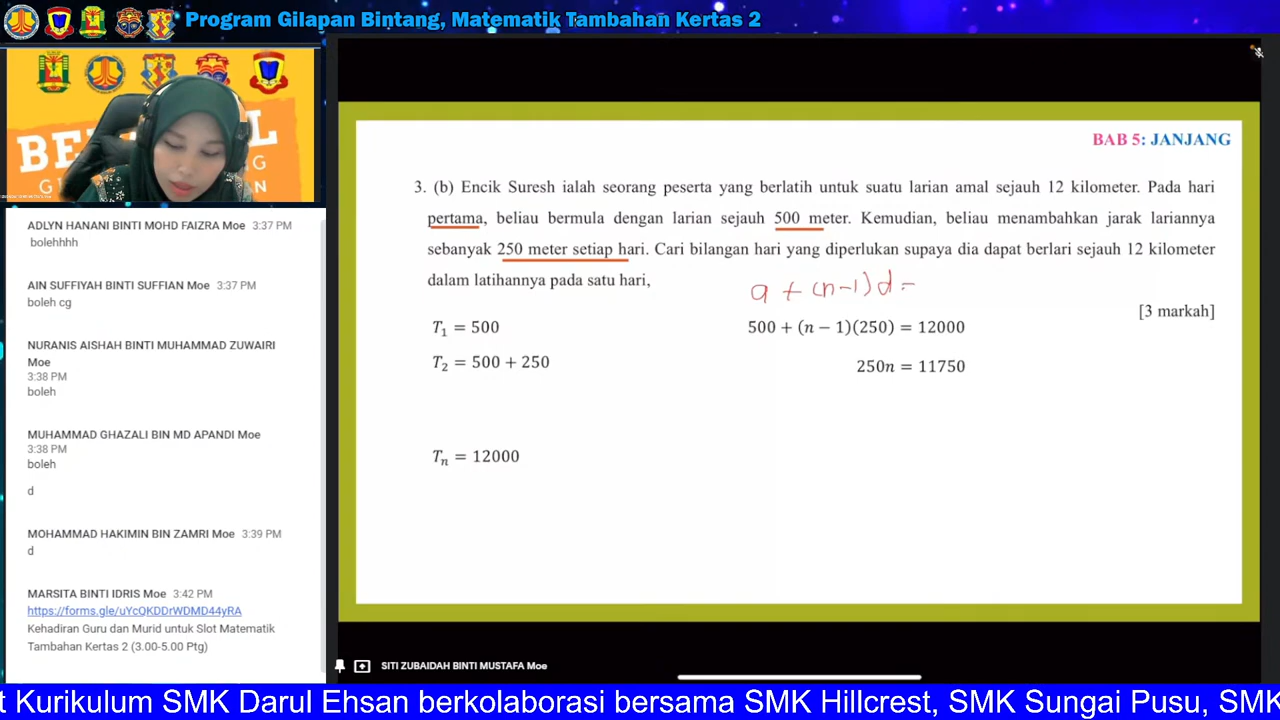 Program Gilapan Bintang, Matematik Tambahan Kertas 2
ADLYN HANANI BINTI MOHD FAIZRA Moe 3:37 PM
bolehhhh
AIN SUFFIYAH BINTI SUFFIAN Moe 3:37 PM
boleh cg
NURANIS AISHAH BINTI MUHAMMAD ZUWAIRI
Moe
3:38 PM
boleh
MUHAMMAD GHAZALI BIN MD APANDI Moe
3:38 PM
boleh
d
MOHAMMAD HAKIMIN BIN ZAMRI Moe 3:39 PM
d
MARSITA BINTI IDRIS Moe 3:42 PM
https://forms.gle/uYcQKDDrWDMD44yRA
Kehadiran Guru dan Murid untuk Slot Matematik
Tambahan Kertas 2 (3.00-5.00 Ptg)
BAB 5: JANJANG
3. (b) Encik Suresh ialah seorang peserta yang berlatih untuk suatu larian amal sejauh 12 kilometer. Pada hari
pertama, beliau bermula dengan larian sejauh 500 meter. Kemudian, beliau menambahkan jarak lariannya
sebanyak 250 meter setiap hari. Cari bilangan hari yang diperlukan supaya dia dapat berlari sejauh 12 kilometer
dalam latihannya pada satu hari,
a + (n-1)d =
[3 markah]
T₁ = 500
500 + (n − 1)(250) = 12000
T₂ = 500 + 250
250n = 11750
Tₙ = 12000
SITI ZUBAIDAH BINTI MUSTAFA Moe
t Kurikulum SMK Darul Ehsan berkolaborasi bersama SMK Hillcrest, SMK Sungai Pusu, SMK